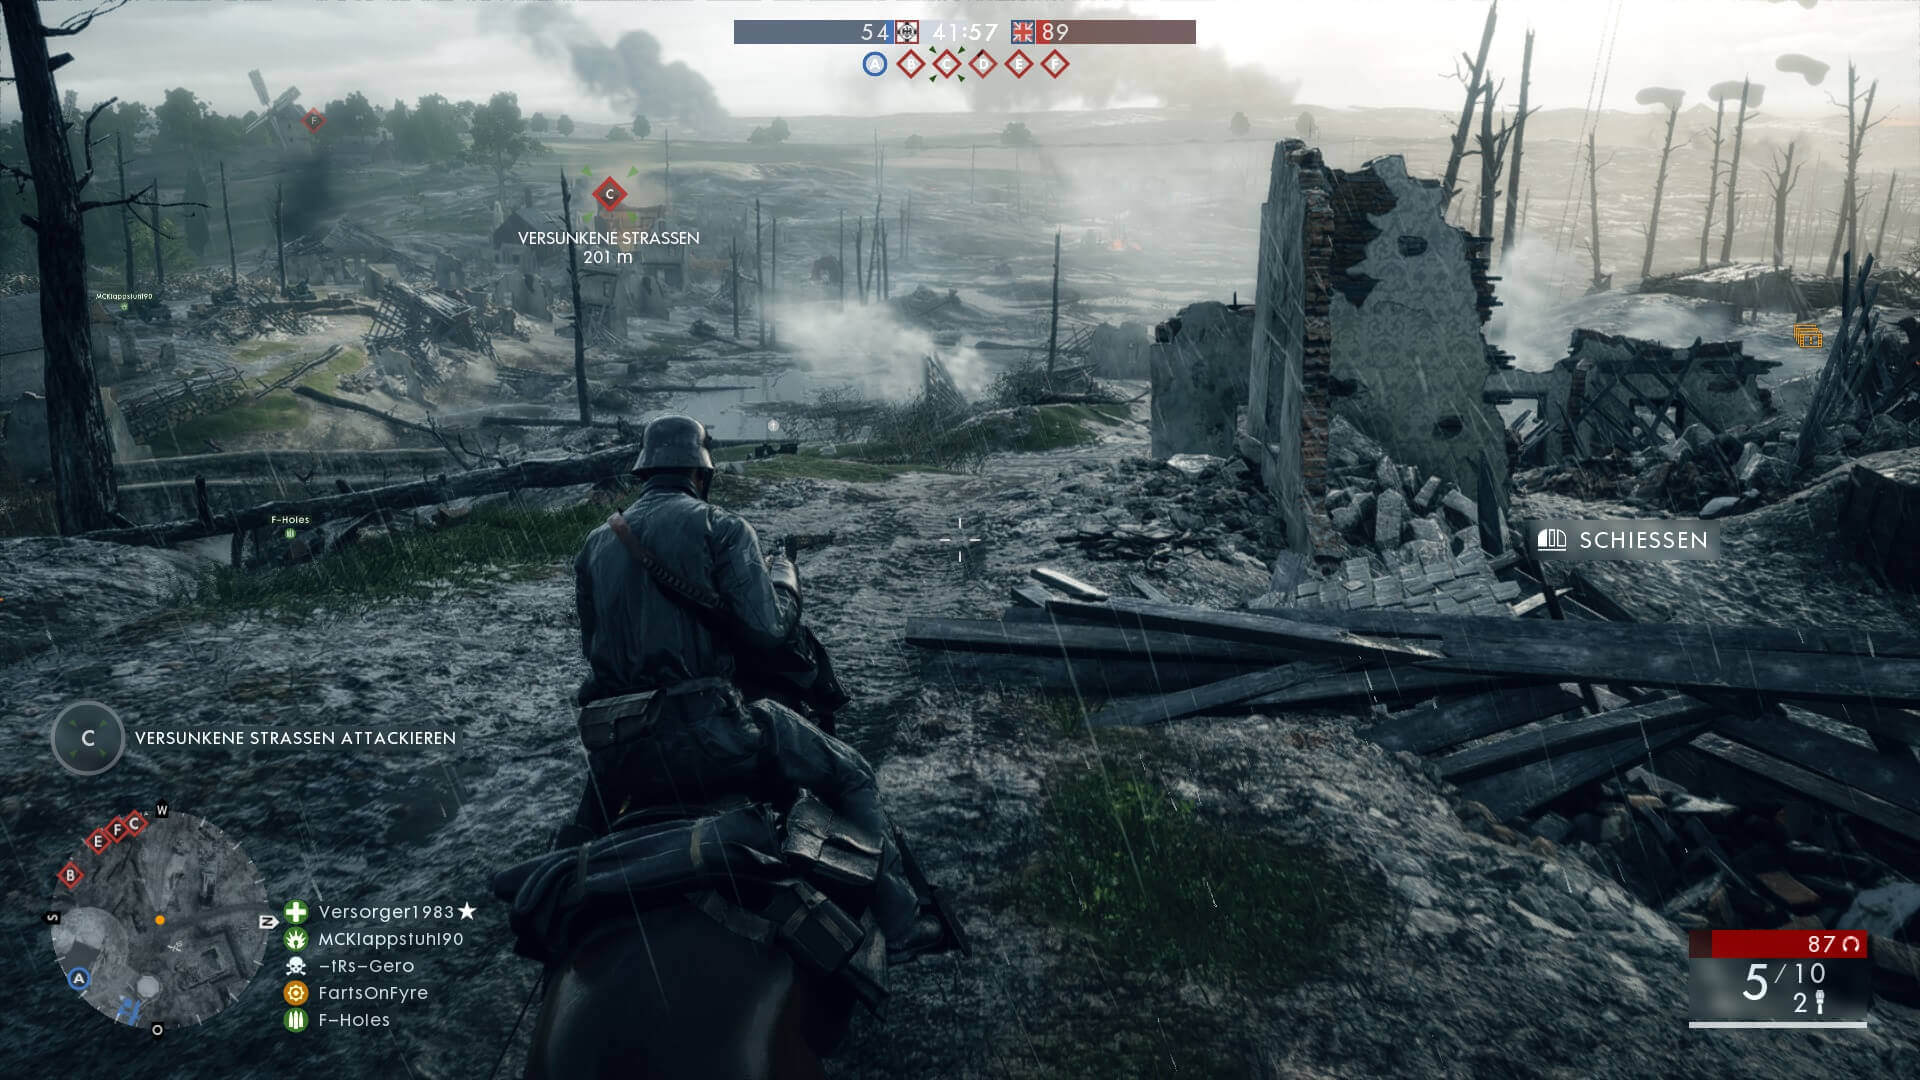 54 41:57 89
A B C D E F
F
C
VERSUNKENE STRASSEN
201 m
MCKlappstuhl90
F-Holes
SCHIESSEN
C VERSUNKENE STRASSEN ATTACKIEREN
W
E F C
B
S N
A
O
Versorger1983
MCKlappstuhl90
-tRs-Gero
FartsOnFyre
F-Holes
87
5/10
2